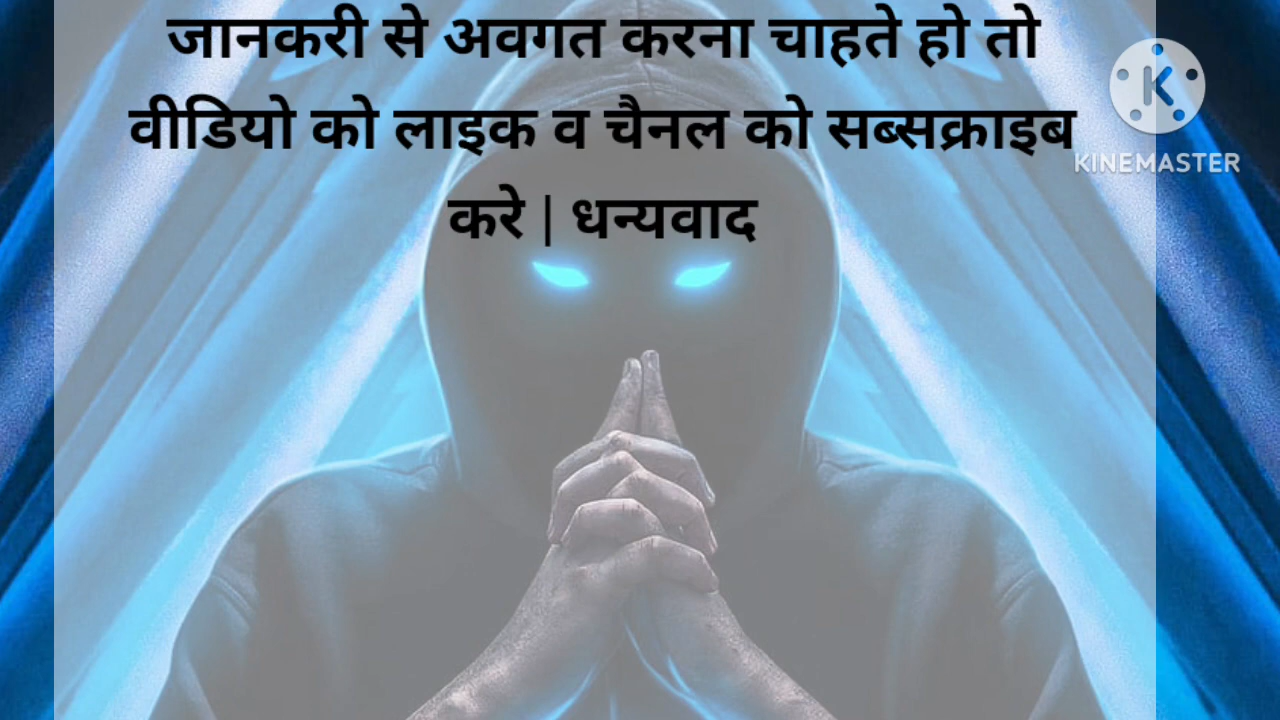 जानकरी से अवगत करना चाहते हो तो
वीडियो को लाइक व चैनल को सब्सक्राइब
करे | धन्यवाद
KINEMASTER